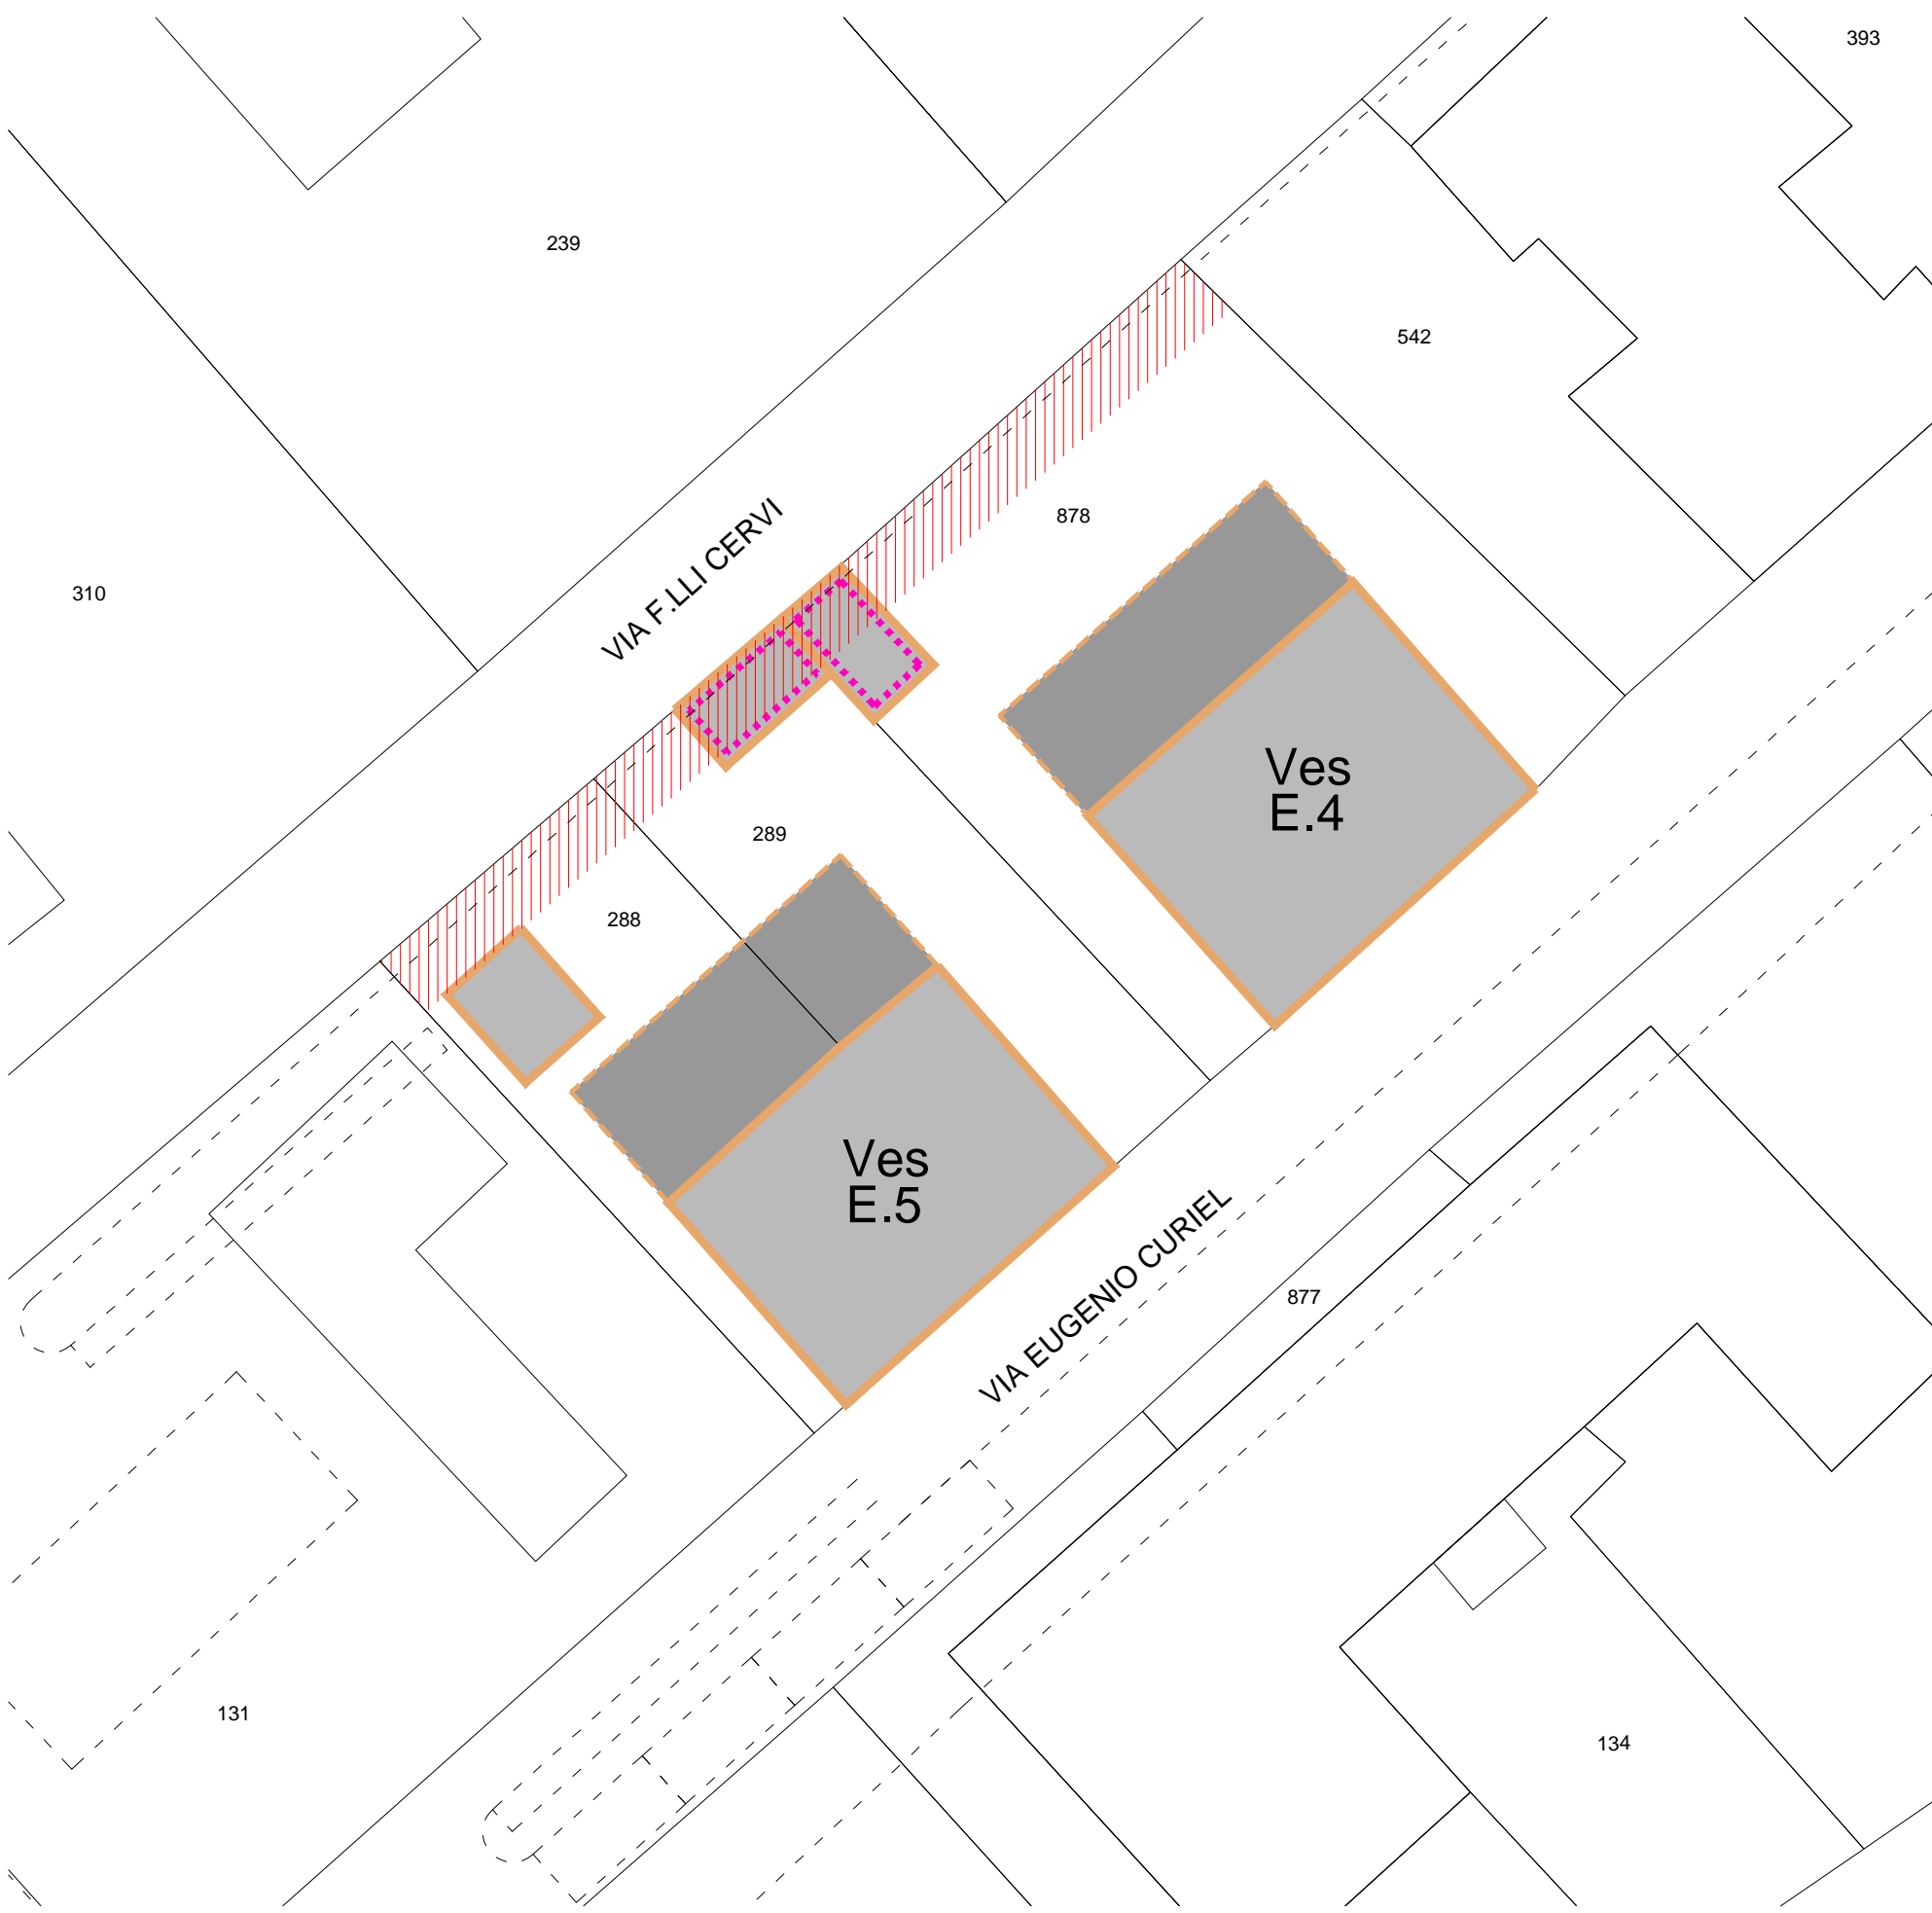 393
239
542
878
VIA F.LLI CERVI
310
Ves
E.4
289
288
Ves
E.5
VIA EUGENIO CURIEL
877
131
134